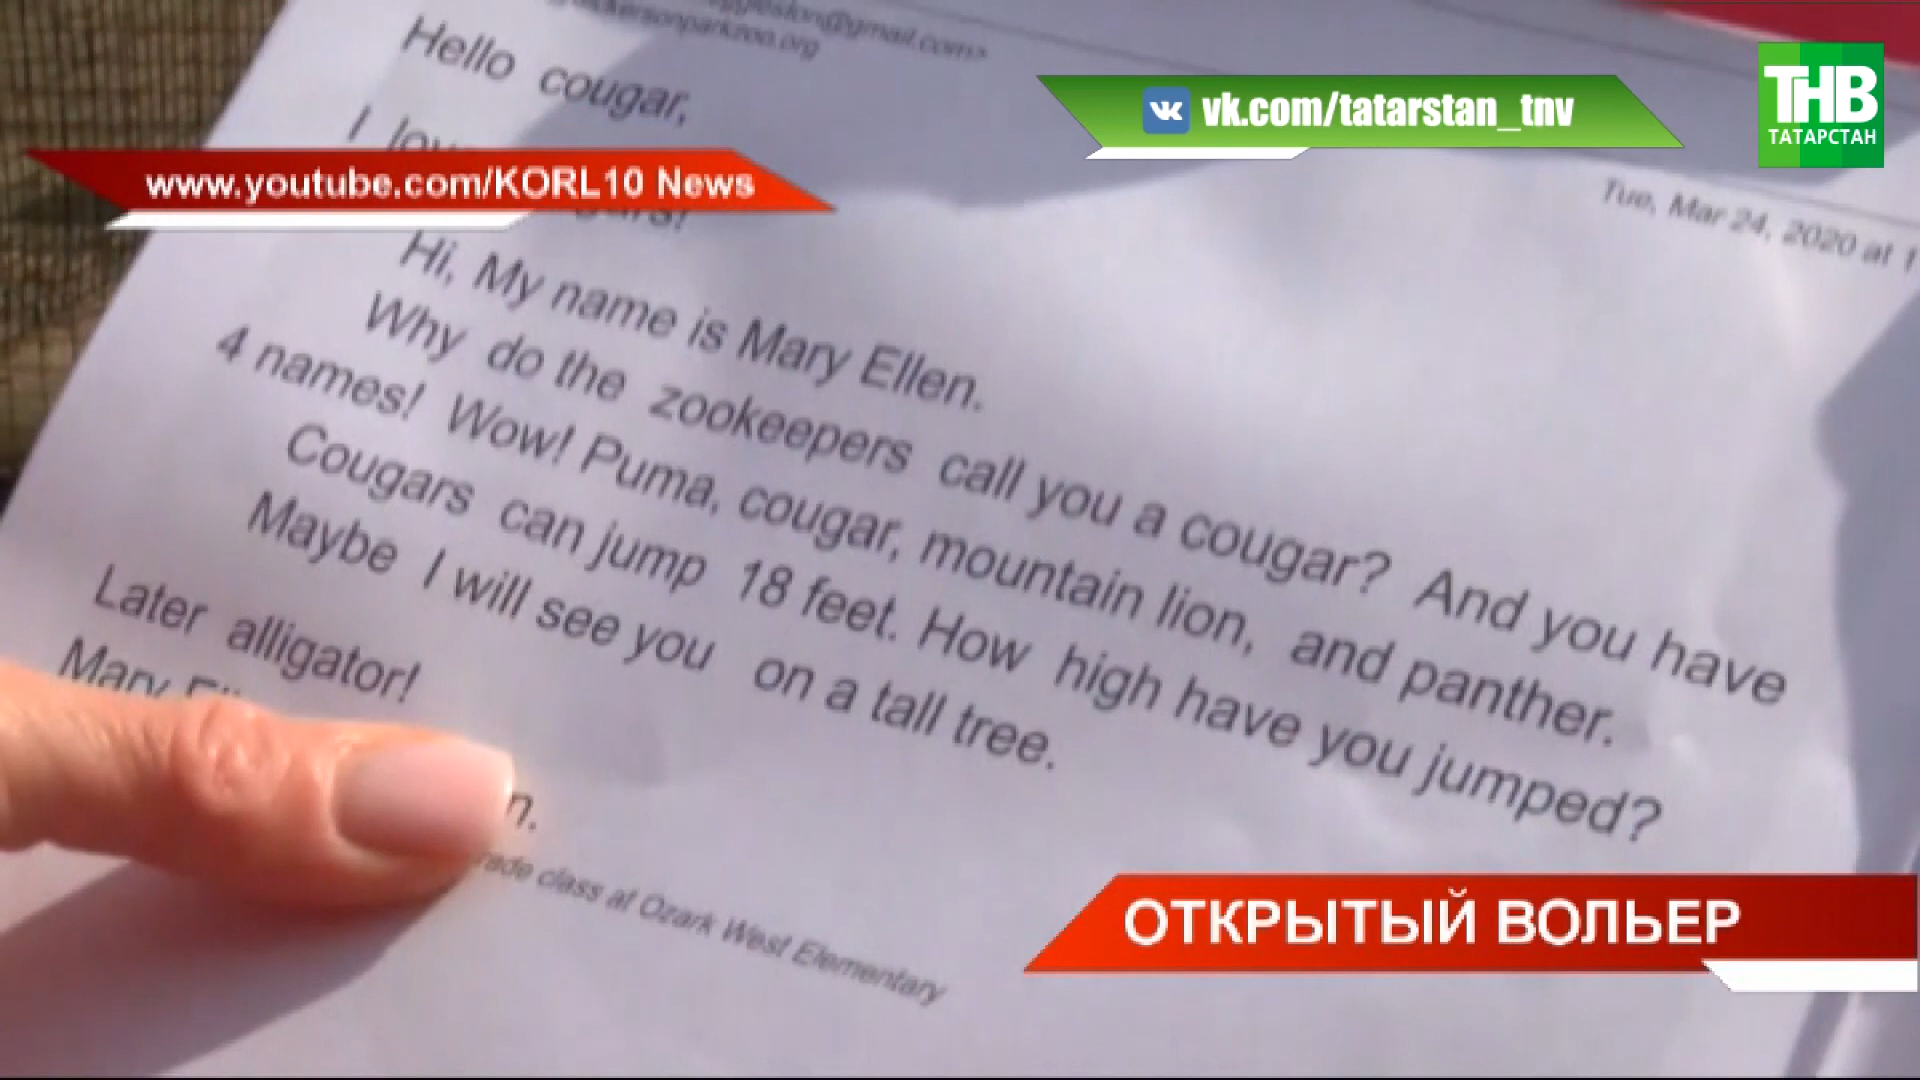 Hello cougar,
I
Hi, My name is Mary Ellen.
Why do the zookeepers call you a cougar? And you have
4 names! Wow! Puma, cougar, mountain lion, and panther.
Cougars can jump 18 feet. How high have you jumped?
Maybe I will see you on a tall tree.
Later alligator!
Mary
class at Ozark West Elementary
Tue, Mar 24, 2020 at 1
www.youtube.com/KORL10 News
vk.com/tatarstan_tnv
ТНВ
ТАТАРСТАН
ОТКРЫТЫЙ ВОЛЬЕР